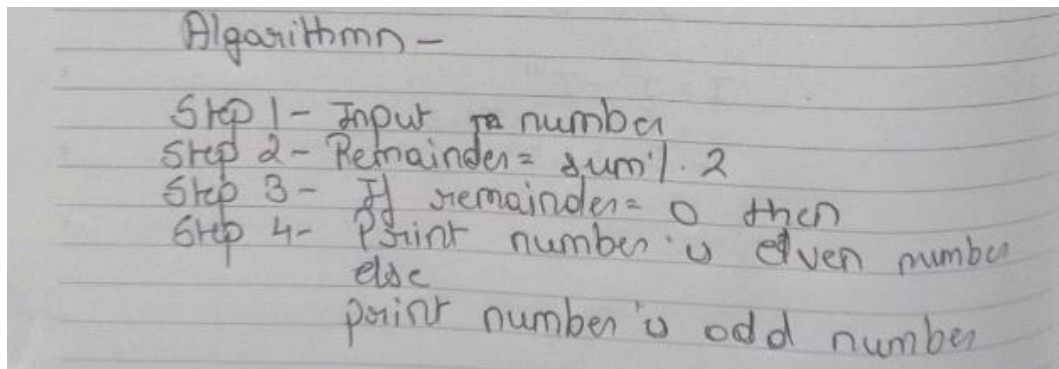 Algarithmn -
Step 1 - Input number
Step 2 - Remainder = sum % 2
Step 3 - If remainder = 0 then
Step 4 - Print number is even number
else
print number is odd number